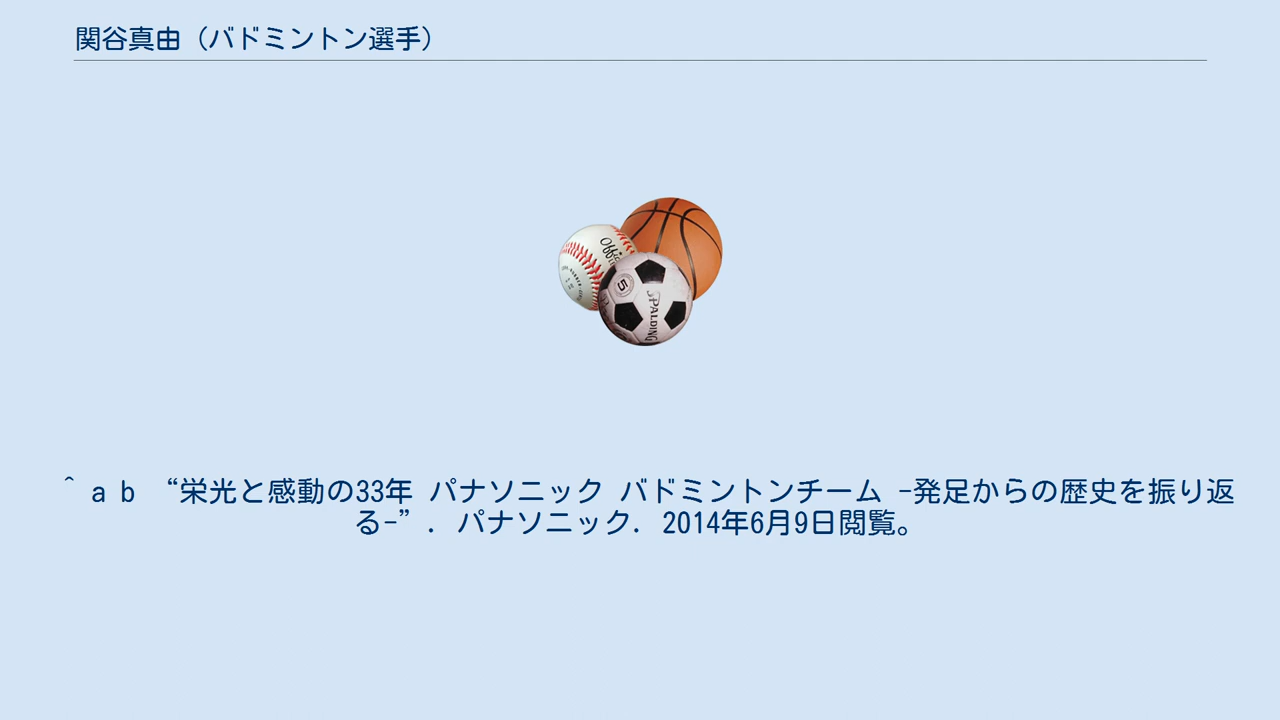 関谷真由（バドミントン選手）
Offi
5
SPALDING
^ a b “栄光と感動の33年 パナソニック バドミントンチーム -発足からの歴史を振り返
る-”. パナソニック. 2014年6月9日閲覧。